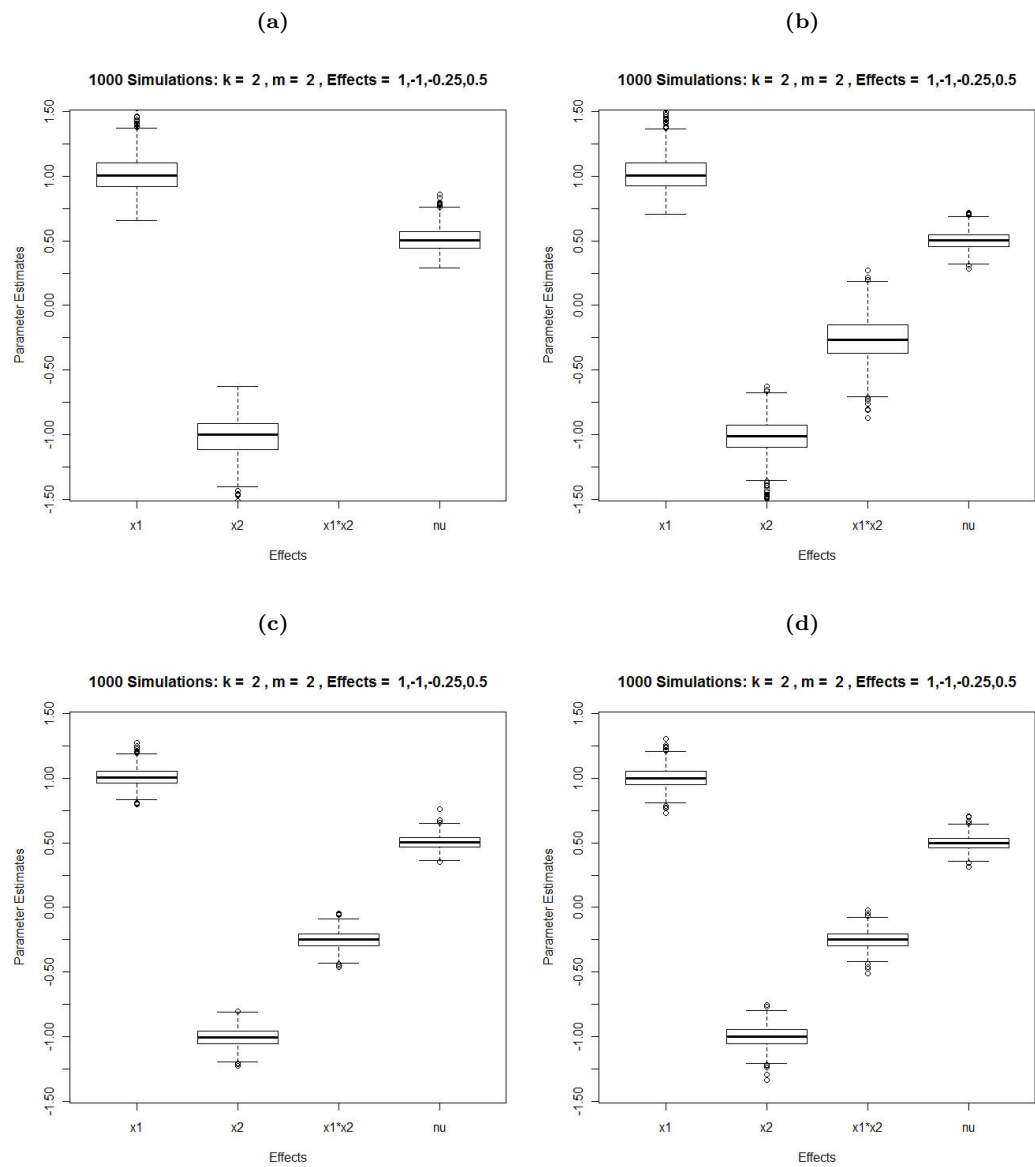 (a)
1000 Simulations: k = 2 , m = 2 , Effects = 1,-1,-0.25,0.5
Parameter Estimates
1.50
1.00
0.50
0.00
-0.50
-1.00
-1.50
x1 x2 x1*x2 nu
Effects
(b)
1000 Simulations: k = 2 , m = 2 , Effects = 1,-1,-0.25,0.5
Parameter Estimates
1.50
1.00
0.50
0.00
-0.50
-1.00
-1.50
x1 x2 x1*x2 nu
Effects
(c)
1000 Simulations: k = 2 , m = 2 , Effects = 1,-1,-0.25,0.5
Parameter Estimates
1.50
1.00
0.50
0.00
-0.50
-1.00
-1.50
x1 x2 x1*x2 nu
Effects
(d)
1000 Simulations: k = 2 , m = 2 , Effects = 1,-1,-0.25,0.5
Parameter Estimates
1.50
1.00
0.50
0.00
-0.50
-1.00
-1.50
x1 x2 x1*x2 nu
Effects